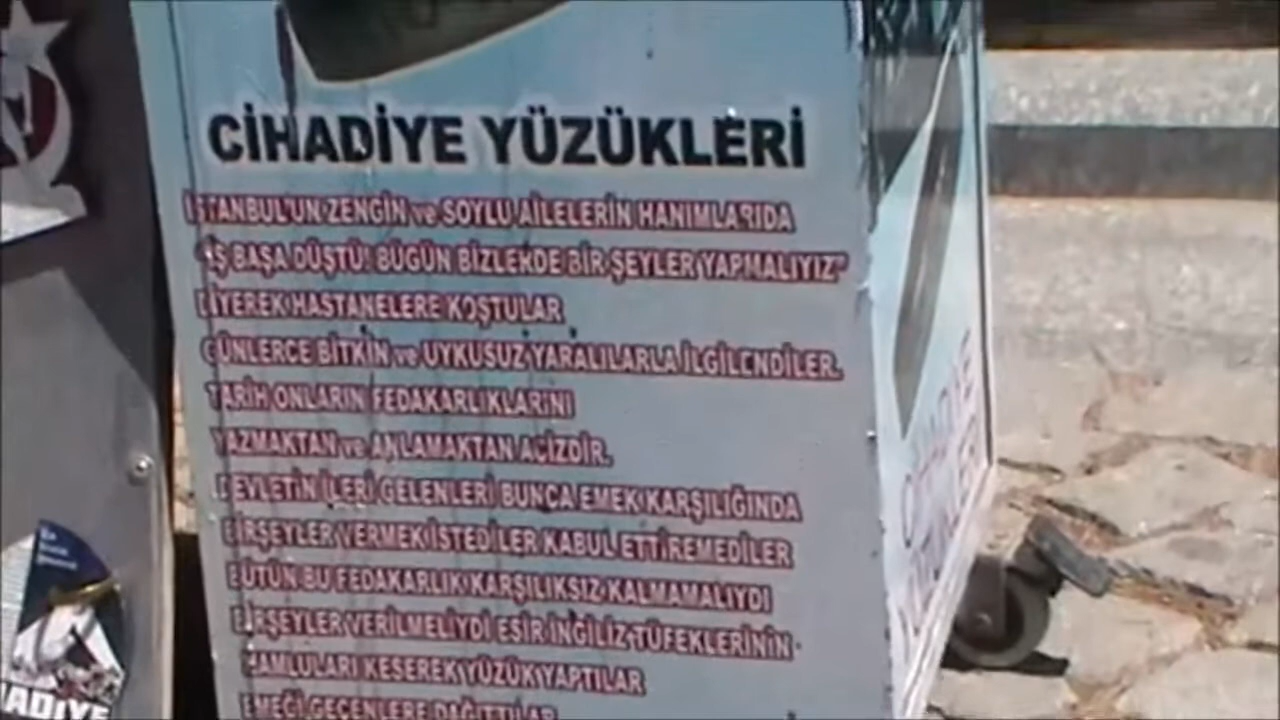 CİHADİYE YÜZÜKLERİ
İSTANBUL'UN ZENGİN ve SOYLU AİLELERİN HANIMLARIDA
"İŞ BAŞA DÜŞTÜ! BUGÜN BİZLERDE BİR ŞEYLER YAPMALIYIZ"
DİYEREK HASTANELERE KOŞTULAR
GÜNLERCE BİTKİN ve UYKUSUZ YARALILARLA İLGİLENDİLER.
TARİH ONLARIN FEDAKARLIKLARINI
YAZMAKTAN ve ANLAMAKTAN ACİZDİR.
DEVLETİN İLERİ GELENLERİ BUNCA EMEK KARŞILIĞINDA
BİRŞEYLER VERMEK İSTEDİLER KABUL ETTİREMEDİLER
BÜTÜN BU FEDAKARLIK KARŞILIKSIZ KALMAMALIYDI
BİRŞEYLER VERİLMELİYDİ ESİR İNGİLİZ TÜFEKLERİNİN
NAMLULARI KESEREK YÜZÜK YAPTILAR
EMEĞİ GEÇENLERE DAĞITTILAR